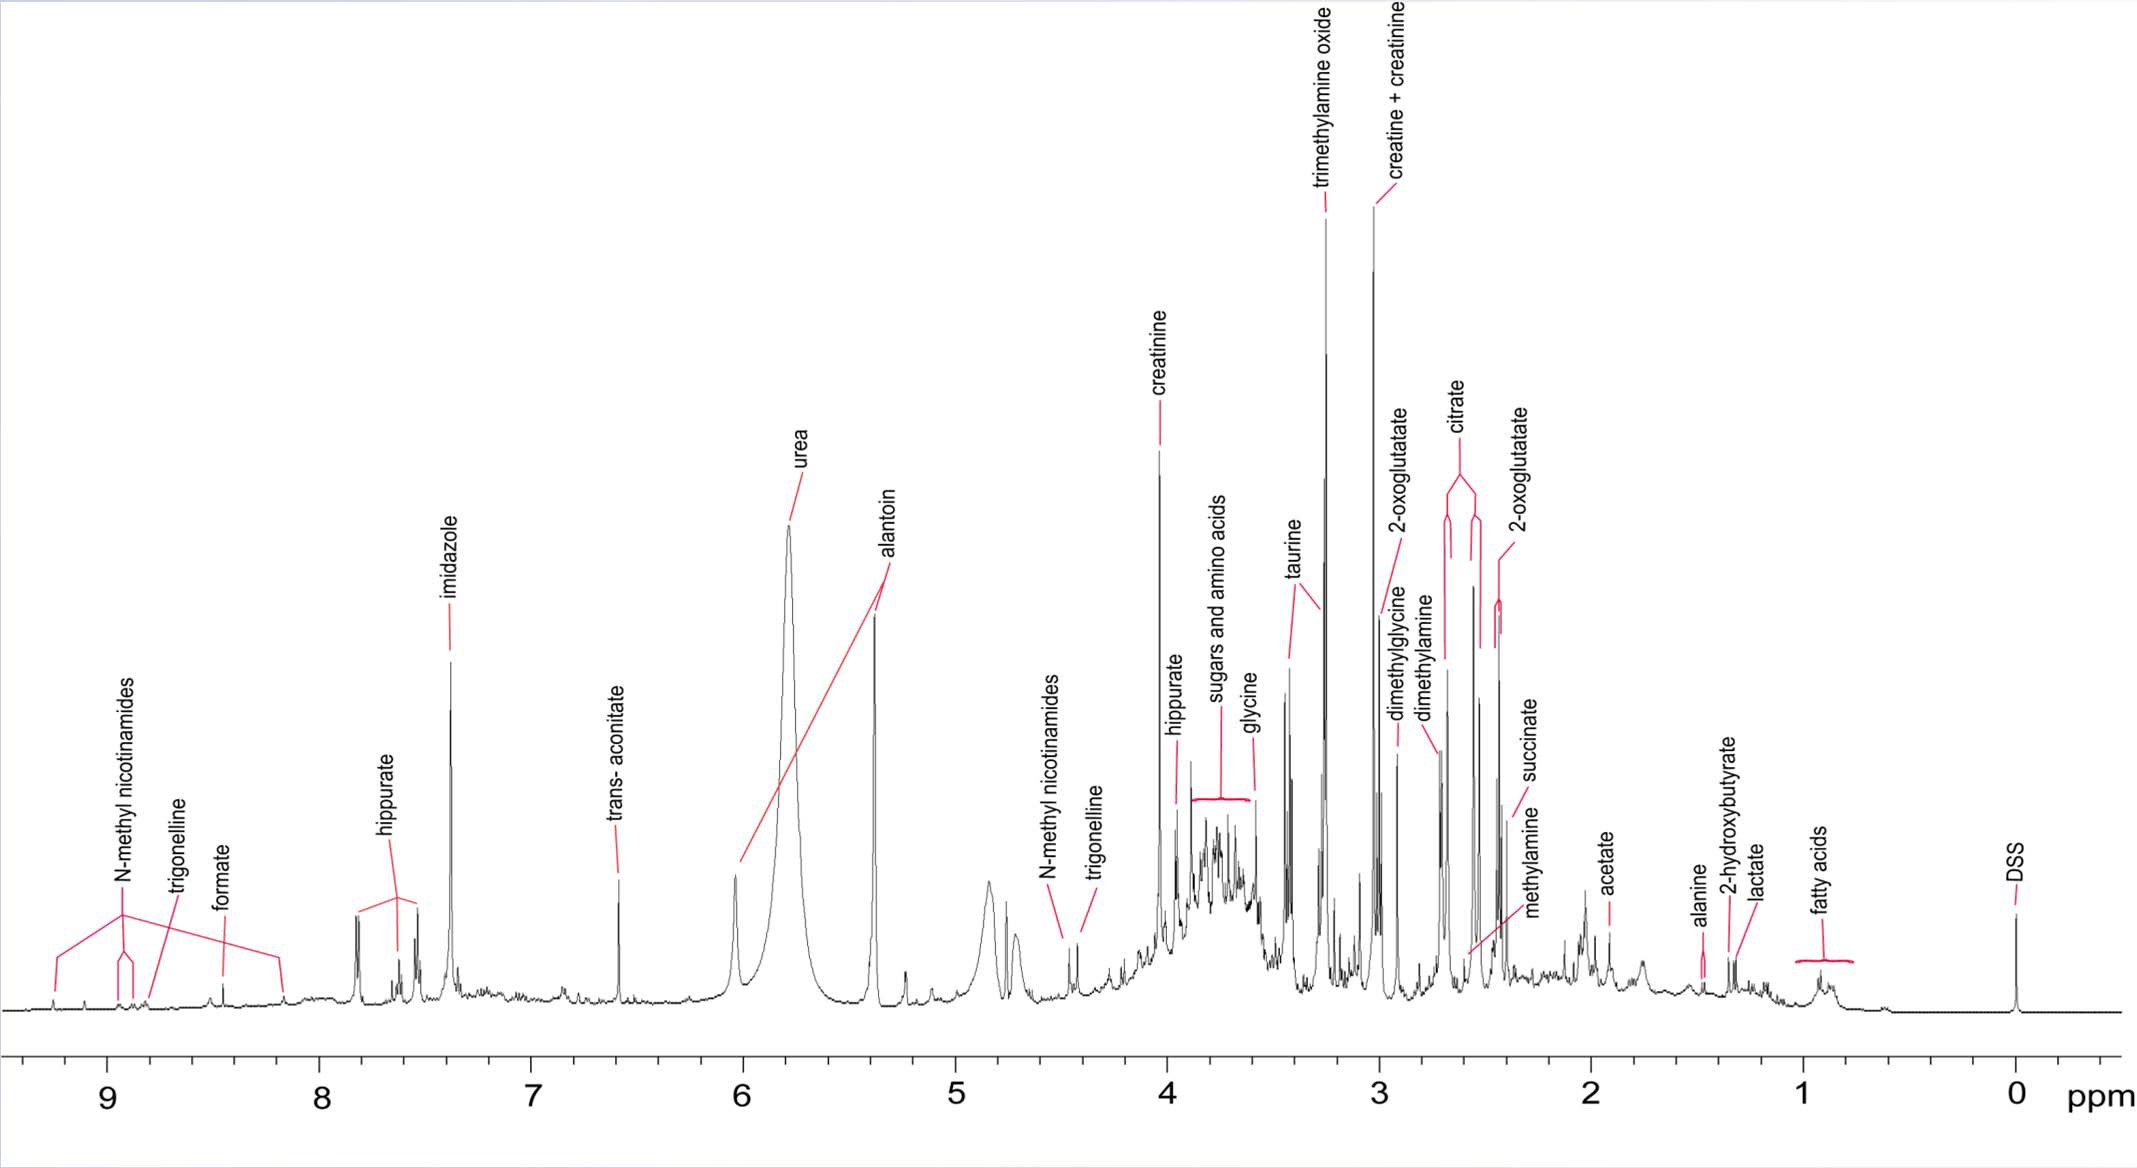 N-methyl nicotinamides
trigonelline
formate
hippurate
imidazole
trans- aconitate
urea
alantoin
N-methyl nicotinamides
trigonelline
creatinine
hippurate
sugars and amino acids
glycine
taurine
trimethylamine oxide
creatine + creatinine
2-oxoglutatate
dimethylglycine
dimethylamine
citrate
2-oxoglutatate
succinate
methylamine
acetate
alanine
2-hydroxybutyrate
lactate
fatty acids
DSS
9 8 7 6 5 4 3 2 1 0 ppm